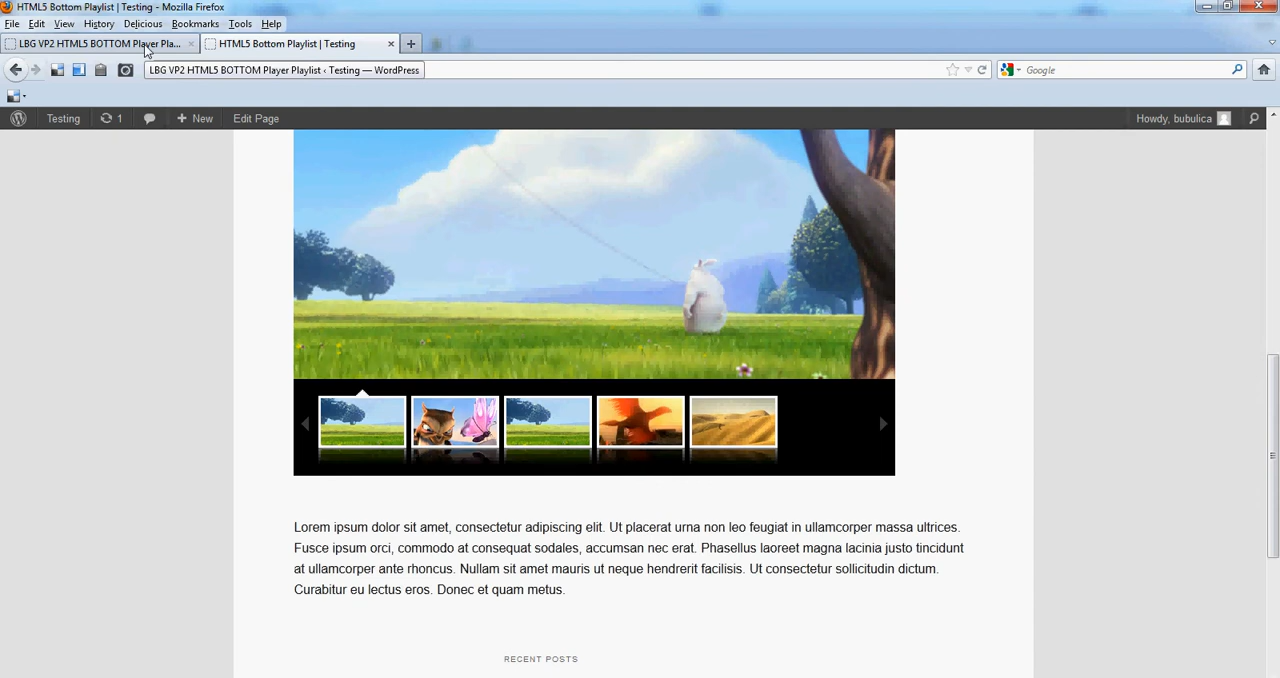 HTML5 Bottom Playlist | Testing - Mozilla Firefox
File Edit View History Delicious Bookmarks Tools Help
LBG VP2 HTML5 BOTTOM Player Pla...
HTML5 Bottom Playlist | Testing
LBG VP2 HTML5 BOTTOM Player Playlist ‹ Testing — WordPress
Google
Testing 1 New Edit Page Howdy, bubulica
Lorem ipsum dolor sit amet, consectetur adipiscing elit. Ut placerat urna non leo feugiat in ullamcorper massa ultrices.
Fusce ipsum orci, commodo at consequat sodales, accumsan nec erat. Phasellus laoreet magna lacinia justo tincidunt
at ullamcorper ante rhoncus. Nullam sit amet mauris ut neque hendrerit facilisis. Ut consectetur sollicitudin dictum.
Curabitur eu lectus eros. Donec et quam metus.
RECENT POSTS